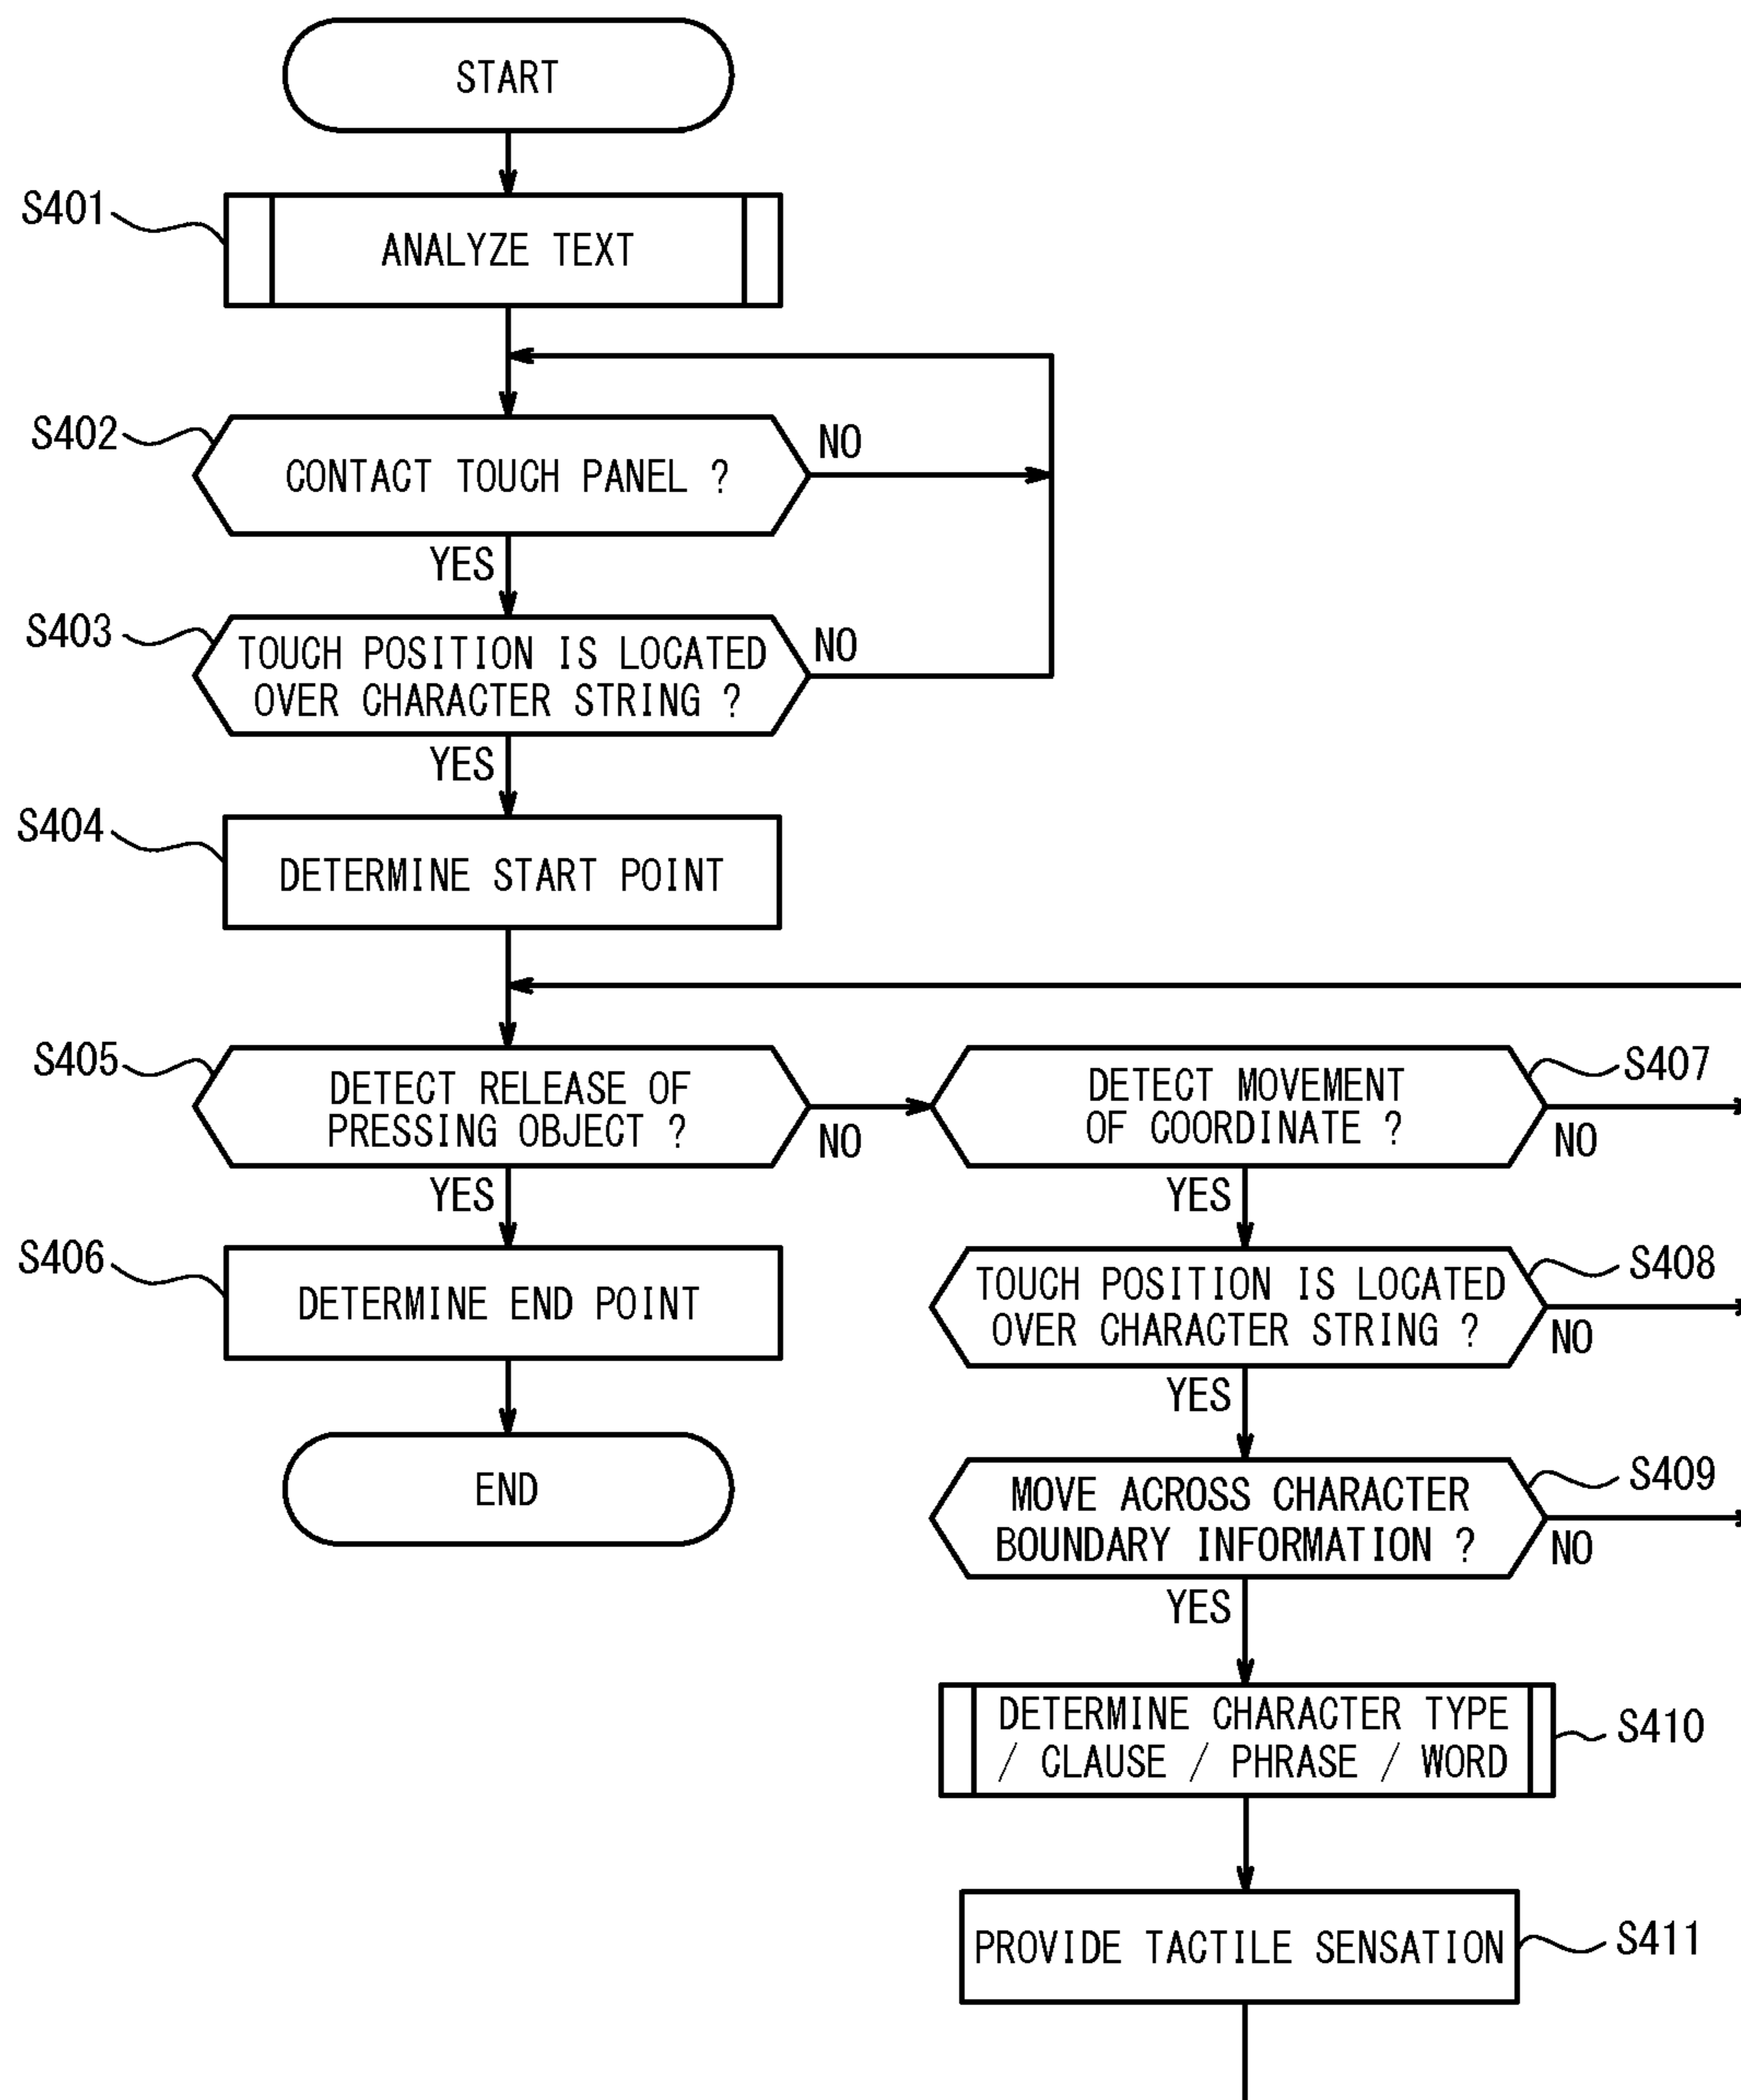 START
S401
ANALYZE TEXT
S402
CONTACT TOUCH PANEL ?
NO
YES
S403
TOUCH POSITION IS LOCATED
OVER CHARACTER STRING ?
NO
YES
S404
DETERMINE START POINT
S405
DETECT RELEASE OF
PRESSING OBJECT ?
NO
YES
S406
DETERMINE END POINT
END
DETECT MOVEMENT
OF COORDINATE ?
S407
NO
YES
TOUCH POSITION IS LOCATED
OVER CHARACTER STRING ?
S408
NO
YES
MOVE ACROSS CHARACTER
BOUNDARY INFORMATION ?
S409
NO
YES
DETERMINE CHARACTER TYPE
/ CLAUSE / PHRASE / WORD
S410
PROVIDE TACTILE SENSATION
S411